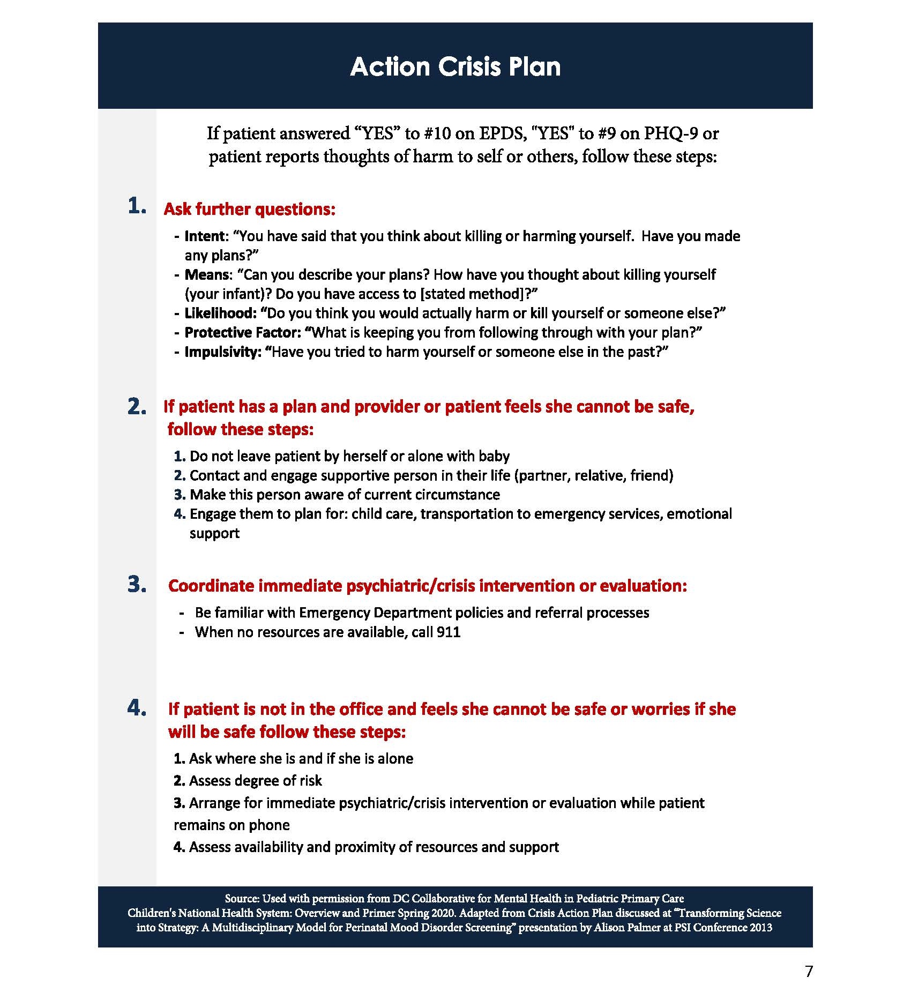 Action Crisis Plan
If patient answered “YES” to #10 on EPDS, "YES" to #9 on PHQ-9 or
patient reports thoughts of harm to self or others, follow these steps:
1. Ask further questions:
- Intent: “You have said that you think about killing or harming yourself.  Have you made
any plans?”
- Means: “Can you describe your plans? How have you thought about killing yourself
(your infant)? Do you have access to [stated method]?”
- Likelihood: “Do you think you would actually harm or kill yourself or someone else?”
- Protective Factor: “What is keeping you from following through with your plan?”
- Impulsivity: “Have you tried to harm yourself or someone else in the past?”
2. If patient has a plan and provider or patient feels she cannot be safe,
follow these steps:
1. Do not leave patient by herself or alone with baby
2. Contact and engage supportive person in their life (partner, relative, friend)
3. Make this person aware of current circumstance
4. Engage them to plan for: child care, transportation to emergency services, emotional
support
3. Coordinate immediate psychiatric/crisis intervention or evaluation:
- Be familiar with Emergency Department policies and referral processes
- When no resources are available, call 911
4. If patient is not in the office and feels she cannot be safe or worries if she
will be safe follow these steps:
1. Ask where she is and if she is alone
2. Assess degree of risk
3. Arrange for immediate psychiatric/crisis intervention or evaluation while patient
remains on phone
4. Assess availability and proximity of resources and support
Source: Used with permission from DC Collaborative for Mental Health in Pediatric Primary Care
Children's National Health System: Overview and Primer Spring 2020. Adapted from Crisis Action Plan discussed at “Transforming Science
into Strategy: A Multidisciplinary Model for Perinatal Mood Disorder Screening” presentation by Alison Palmer at PSI Conference 2013
7